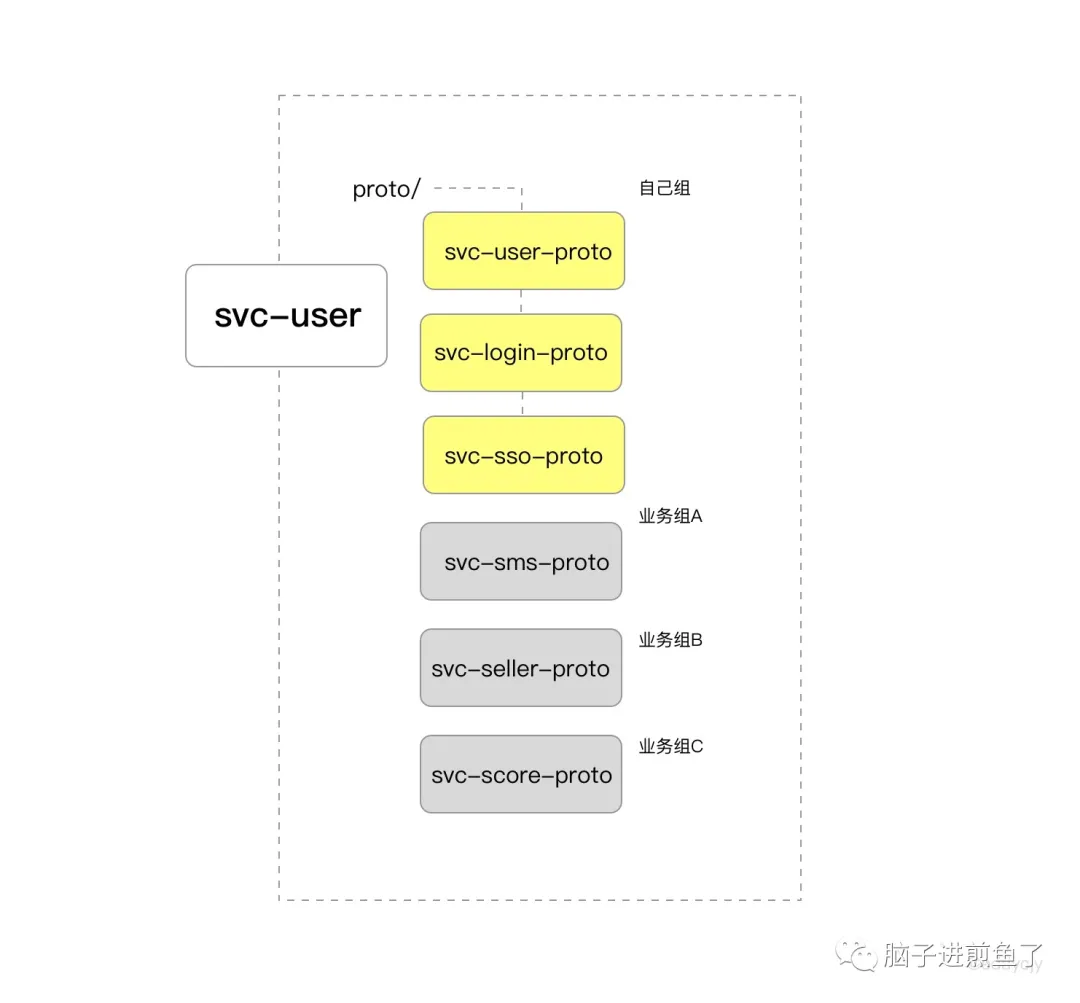 proto/
自己组
svc-user-proto
svc-user
svc-login-proto
svc-sso-proto
业务组A
svc-sms-proto
业务组B
svc-seller-proto
业务组C
svc-score-proto
脑子进煎鱼了